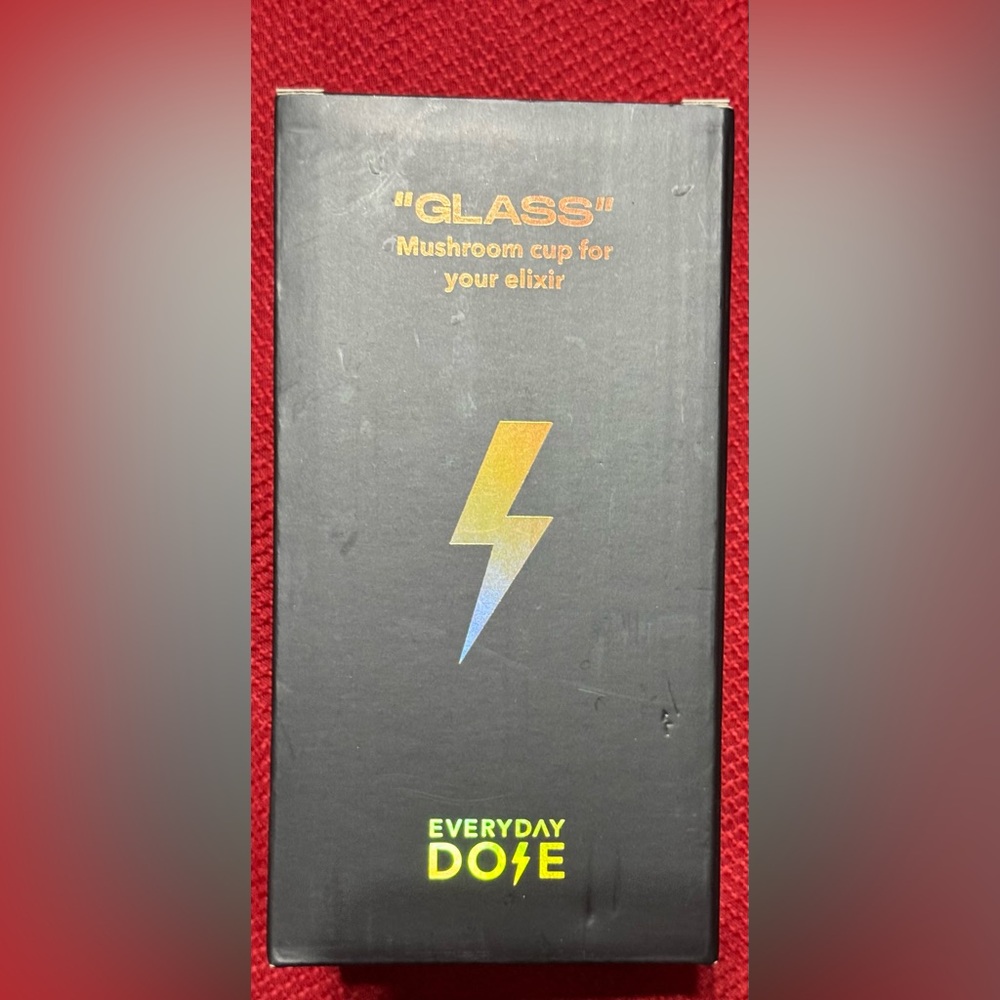 "GLASS"
Mushroom cup for
your elixir
EVERYDAY
DOSE